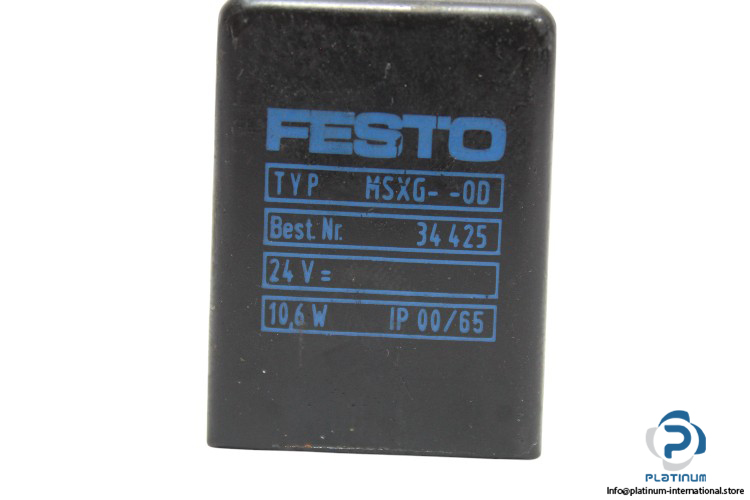 FESTO
TYP MSXG- -OD
Best. Nr. 34 425
24 V =
10,6 W IP 00/65
PLATINUM
Info@platinum-international.store